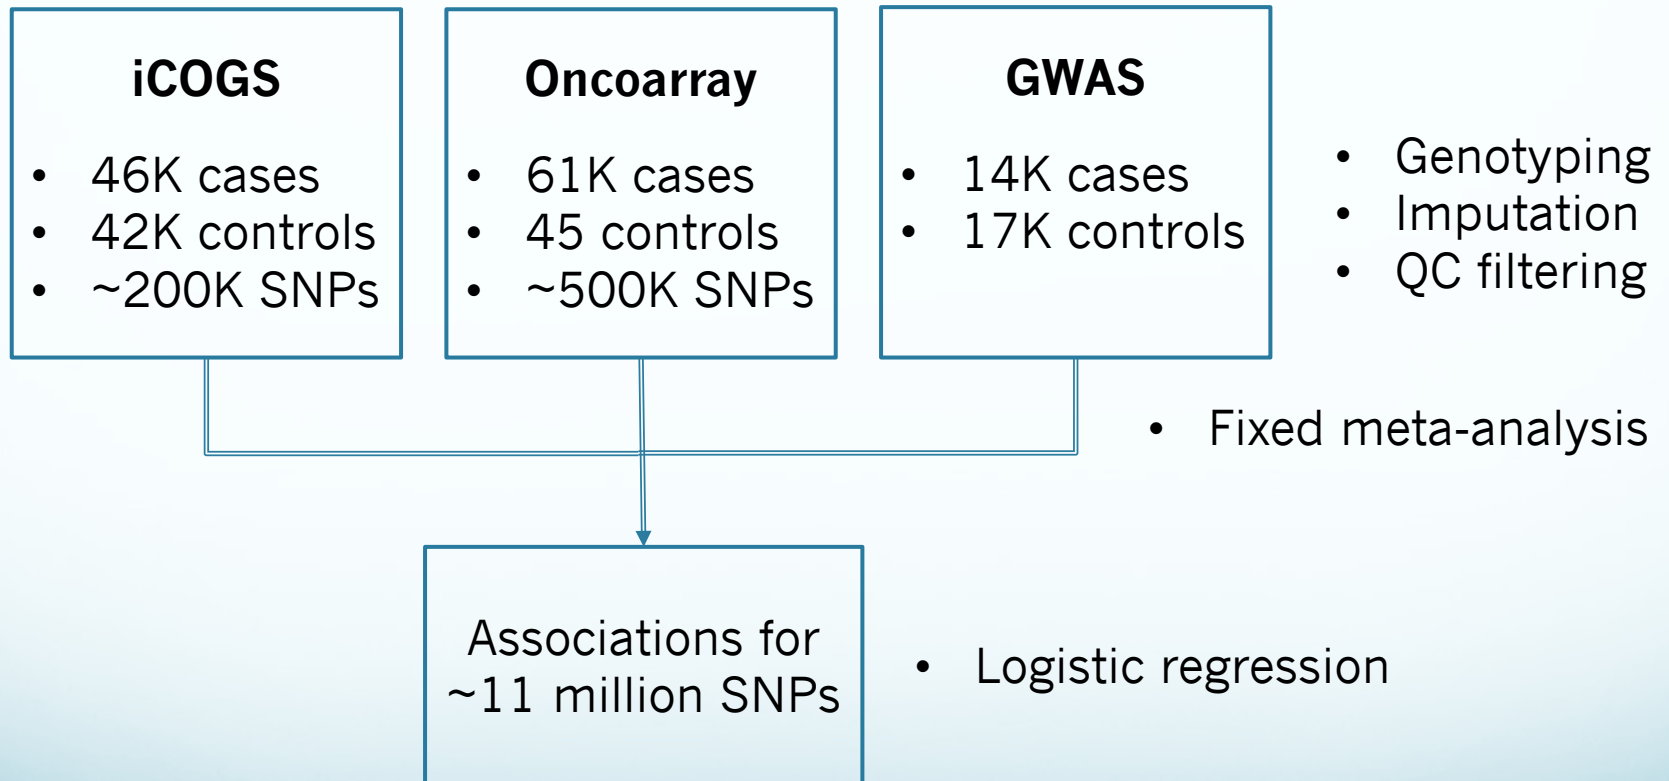 iCOGS
• 46K cases
• 42K controls
• ~200K SNPs
Oncoarray
• 61K cases
• 45 controls
• ~500K SNPs
GWAS
• 14K cases
• 17K controls
• Genotyping
• Imputation
• QC filtering
• Fixed meta-analysis
Associations for
~11 million SNPs
• Logistic regression